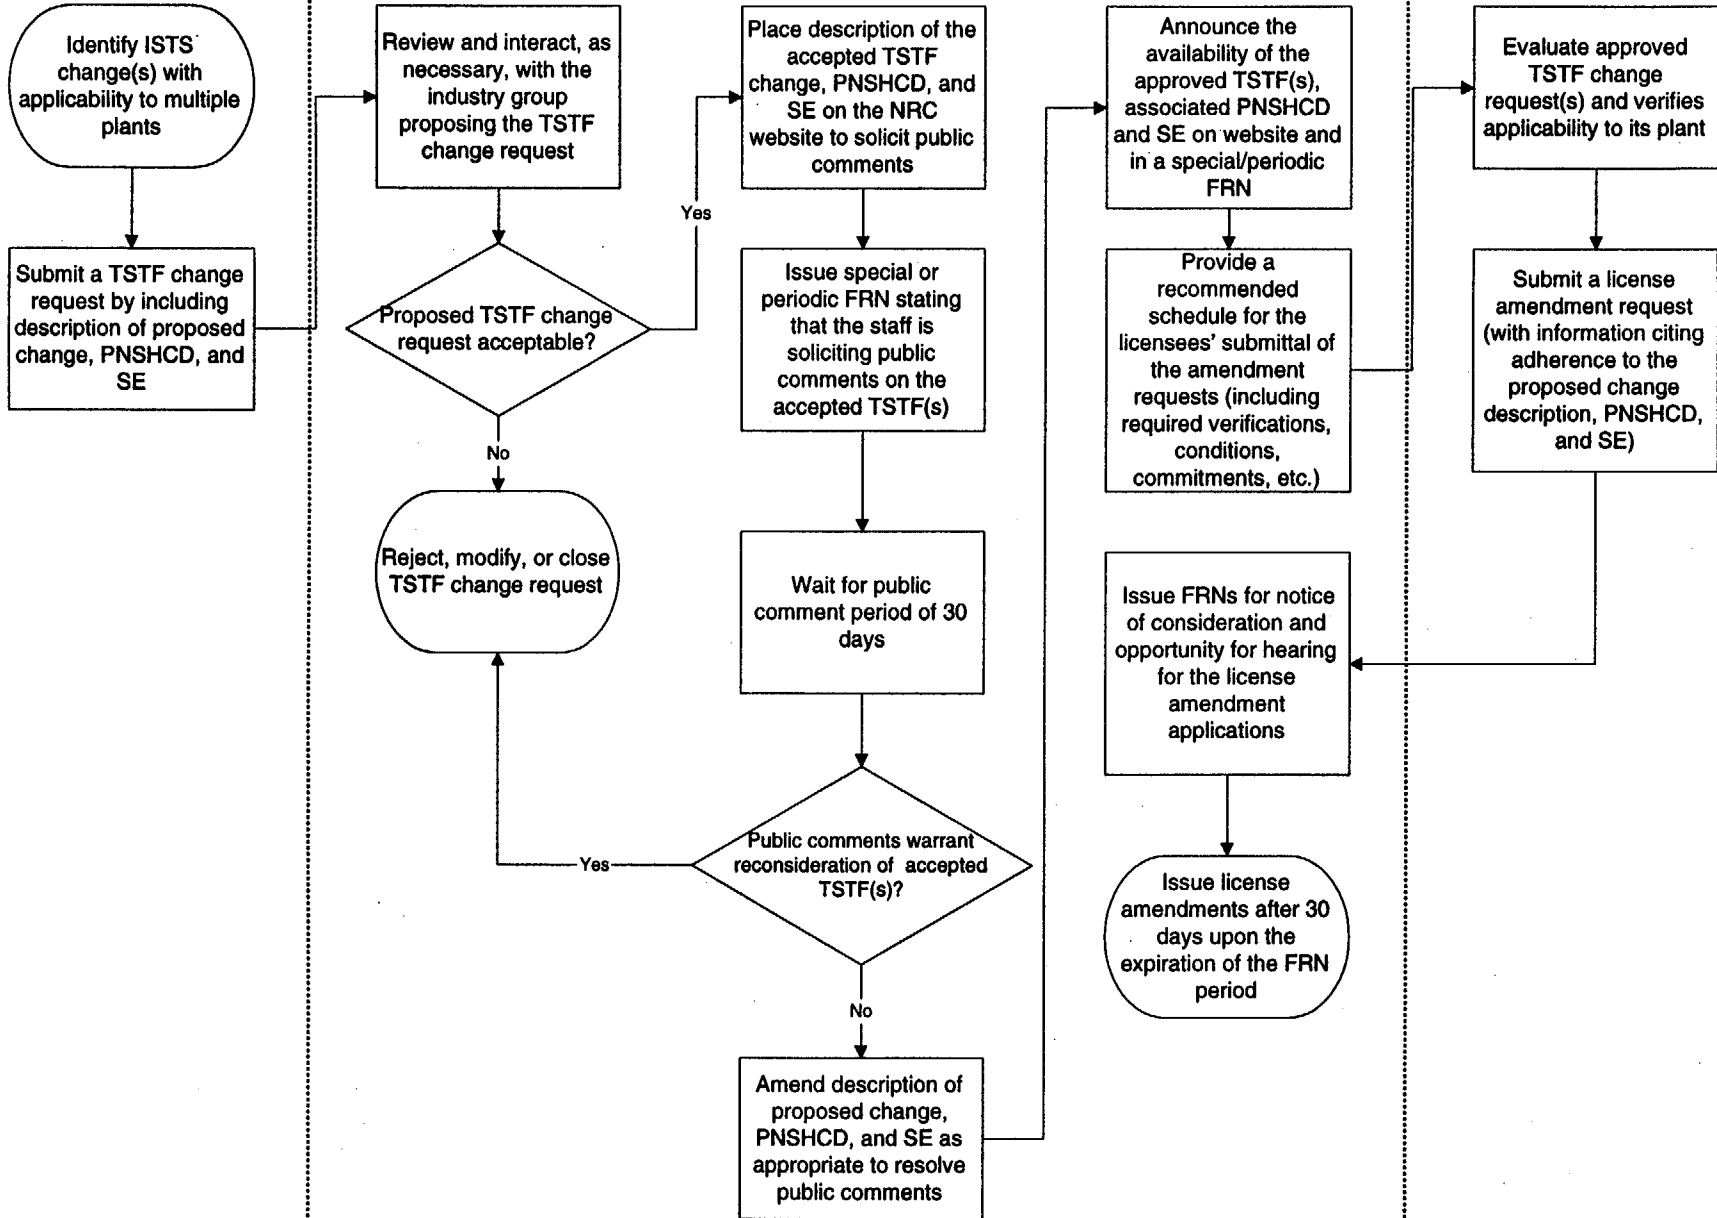 Identify ISTS
change(s) with
applicability to multiple
plants
Submit a TSTF change
request by including
description of proposed
change, PNSHCD, and
SE
Review and interact, as
necessary, with the
industry group
proposing the TSTF
change request
Proposed TSTF change
request acceptable?
Yes
No
Reject, modify, or close
TSTF change request
Place description of the
accepted TSTF
change, PNSHCD, and
SE on the NRC
website to solicit public
comments
Issue special or
periodic FRN stating
that the staff is
soliciting public
comments on the
accepted TSTF(s)
Wait for public
comment period of 30
days
Public comments warrant
reconsideration of accepted
TSTF(s)?
Yes
No
Amend description of
proposed change,
PNSHCD, and SE as
appropriate to resolve
public comments
Announce the
availability of the
approved TSTF(s),
associated PNSHCD
and SE on website and
in a special/periodic
FRN
Provide a
recommended
schedule for the
licensees' submittal of
the amendment
requests (including
required verifications,
conditions,
commitments, etc.)
Evaluate approved
TSTF change
request(s) and verifies
applicability to its plant
Submit a license
amendment request
(with information citing
adherence to the
proposed change
description, PNSHCD,
and SE)
Issue FRNs for notice
of consideration and
opportunity for hearing
for the license
amendment
applications
Issue license
amendments after 30
days upon the
expiration of the FRN
period